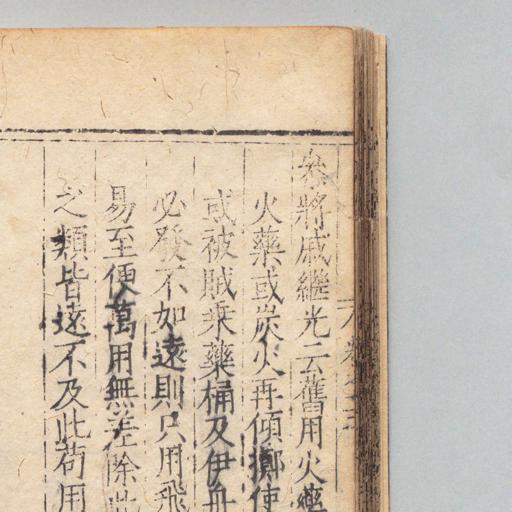 叅將戚繼光云舊用火藥
火藥或炭火再傾擲使
或被賊乗藥桶及伊舟
必發不如遠則只用飛
易至便萬用無差除此
之類皆遠不及此茍用